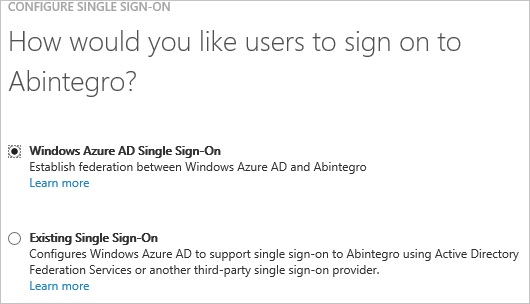 CONFIGURE SINGLE SIGN-ON
How would you like users to sign on to
Abintegro?
Windows Azure AD Single Sign-On
Establish federation between Windows Azure AD and Abintegro
Learn more
Existing Single Sign-On
Configures Windows Azure AD to support single sign-on to Abintegro using Active Directory
Federation Services or another third-party single sign-on provider.
Learn more